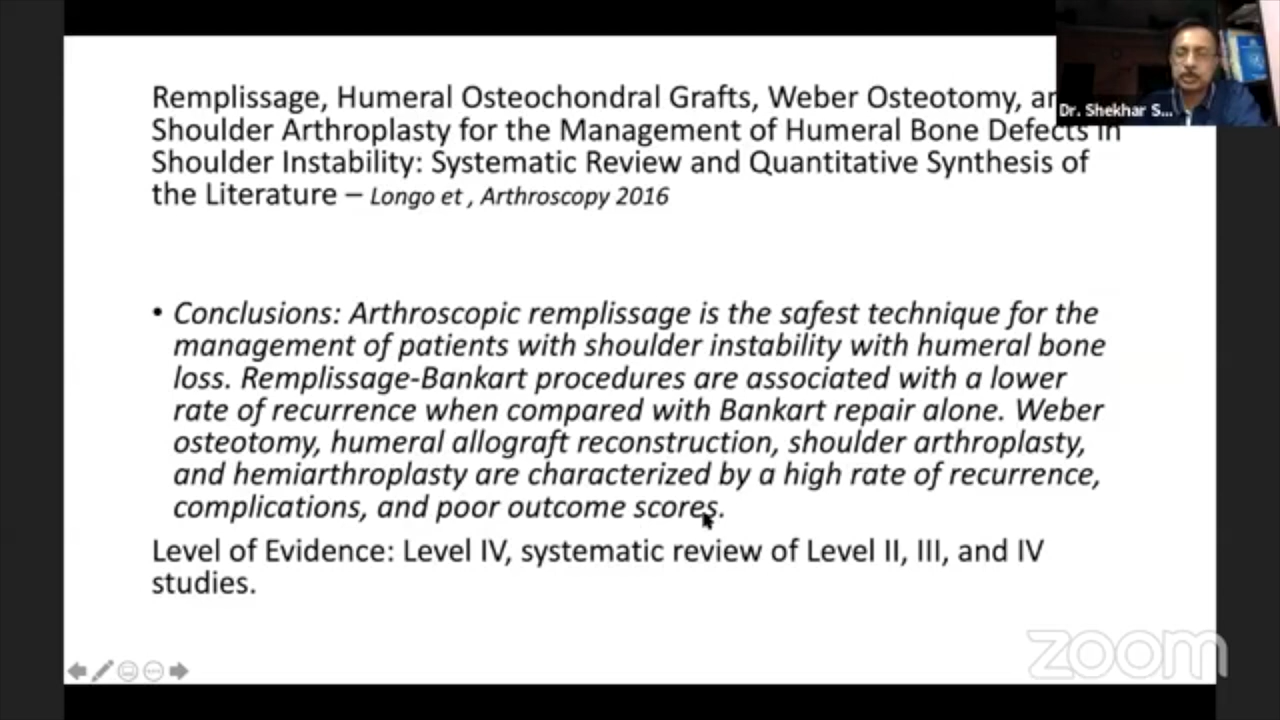 Remplissage, Humeral Osteochondral Grafts, Weber Osteotomy,
Shoulder Arthroplasty for the Management of Humeral Bone Defects in
Shoulder Instability: Systematic Review and Quantitative Synthesis of
the Literature – Longo et , Arthroscopy 2016
Dr. Shekhar S...
• Conclusions: Arthroscopic remplissage is the safest technique for the
management of patients with shoulder instability with humeral bone
loss. Remplissage-Bankart procedures are associated with a lower
rate of recurrence when compared with Bankart repair alone. Weber
osteotomy, humeral allograft reconstruction, shoulder arthroplasty,
and hemiarthroplasty are characterized by a high rate of recurrence,
complications, and poor outcome scores.
Level of Evidence: Level IV, systematic review of Level II, III, and IV
studies.
zoom